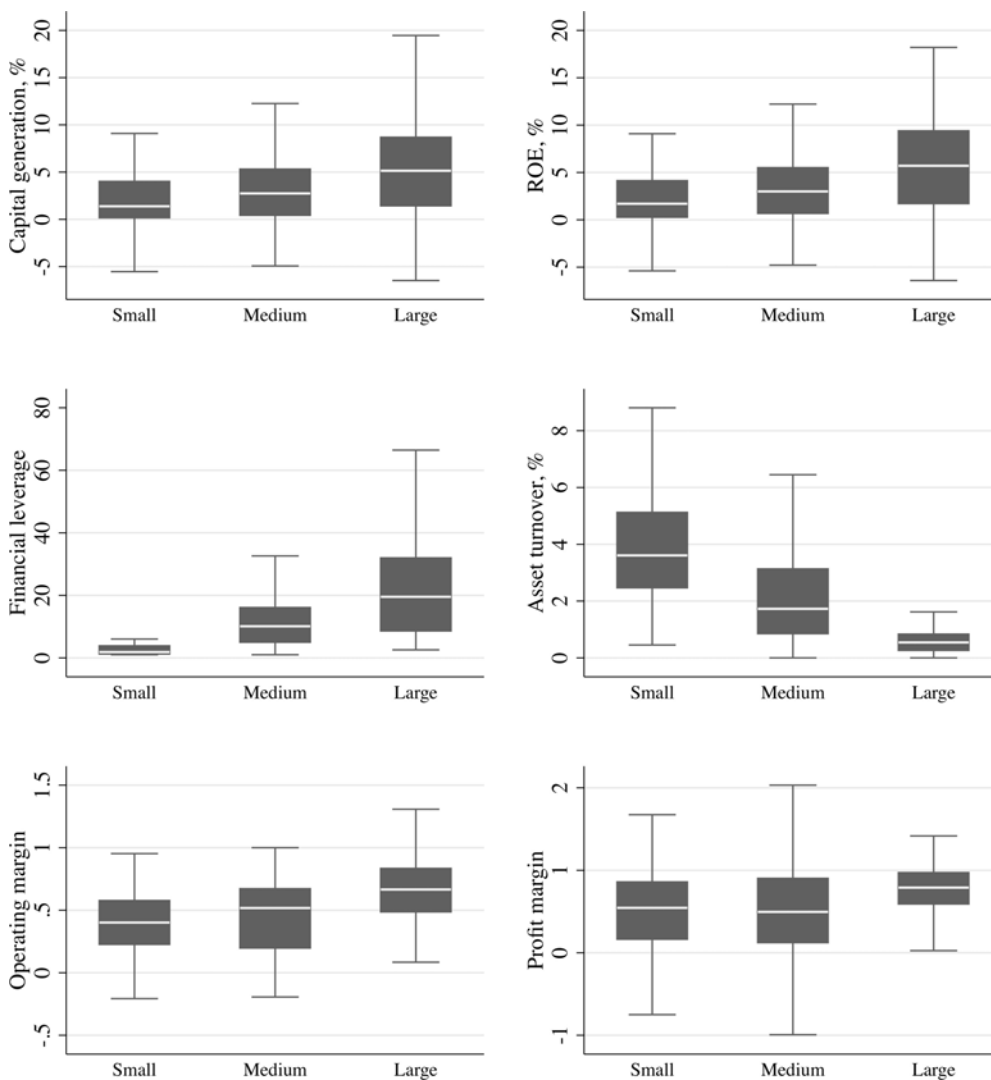 Capital generation, %
20
15
10
5
0
-5
Small Medium Large
ROE, %
20
15
10
5
0
-5
Small Medium Large
Financial leverage
80
60
40
20
0
Small Medium Large
Asset turnover, %
8
6
4
2
0
Small Medium Large
Operating margin
1.5
1
.5
0
-.5
Small Medium Large
Profit margin
2
1
0
-1
Small Medium Large